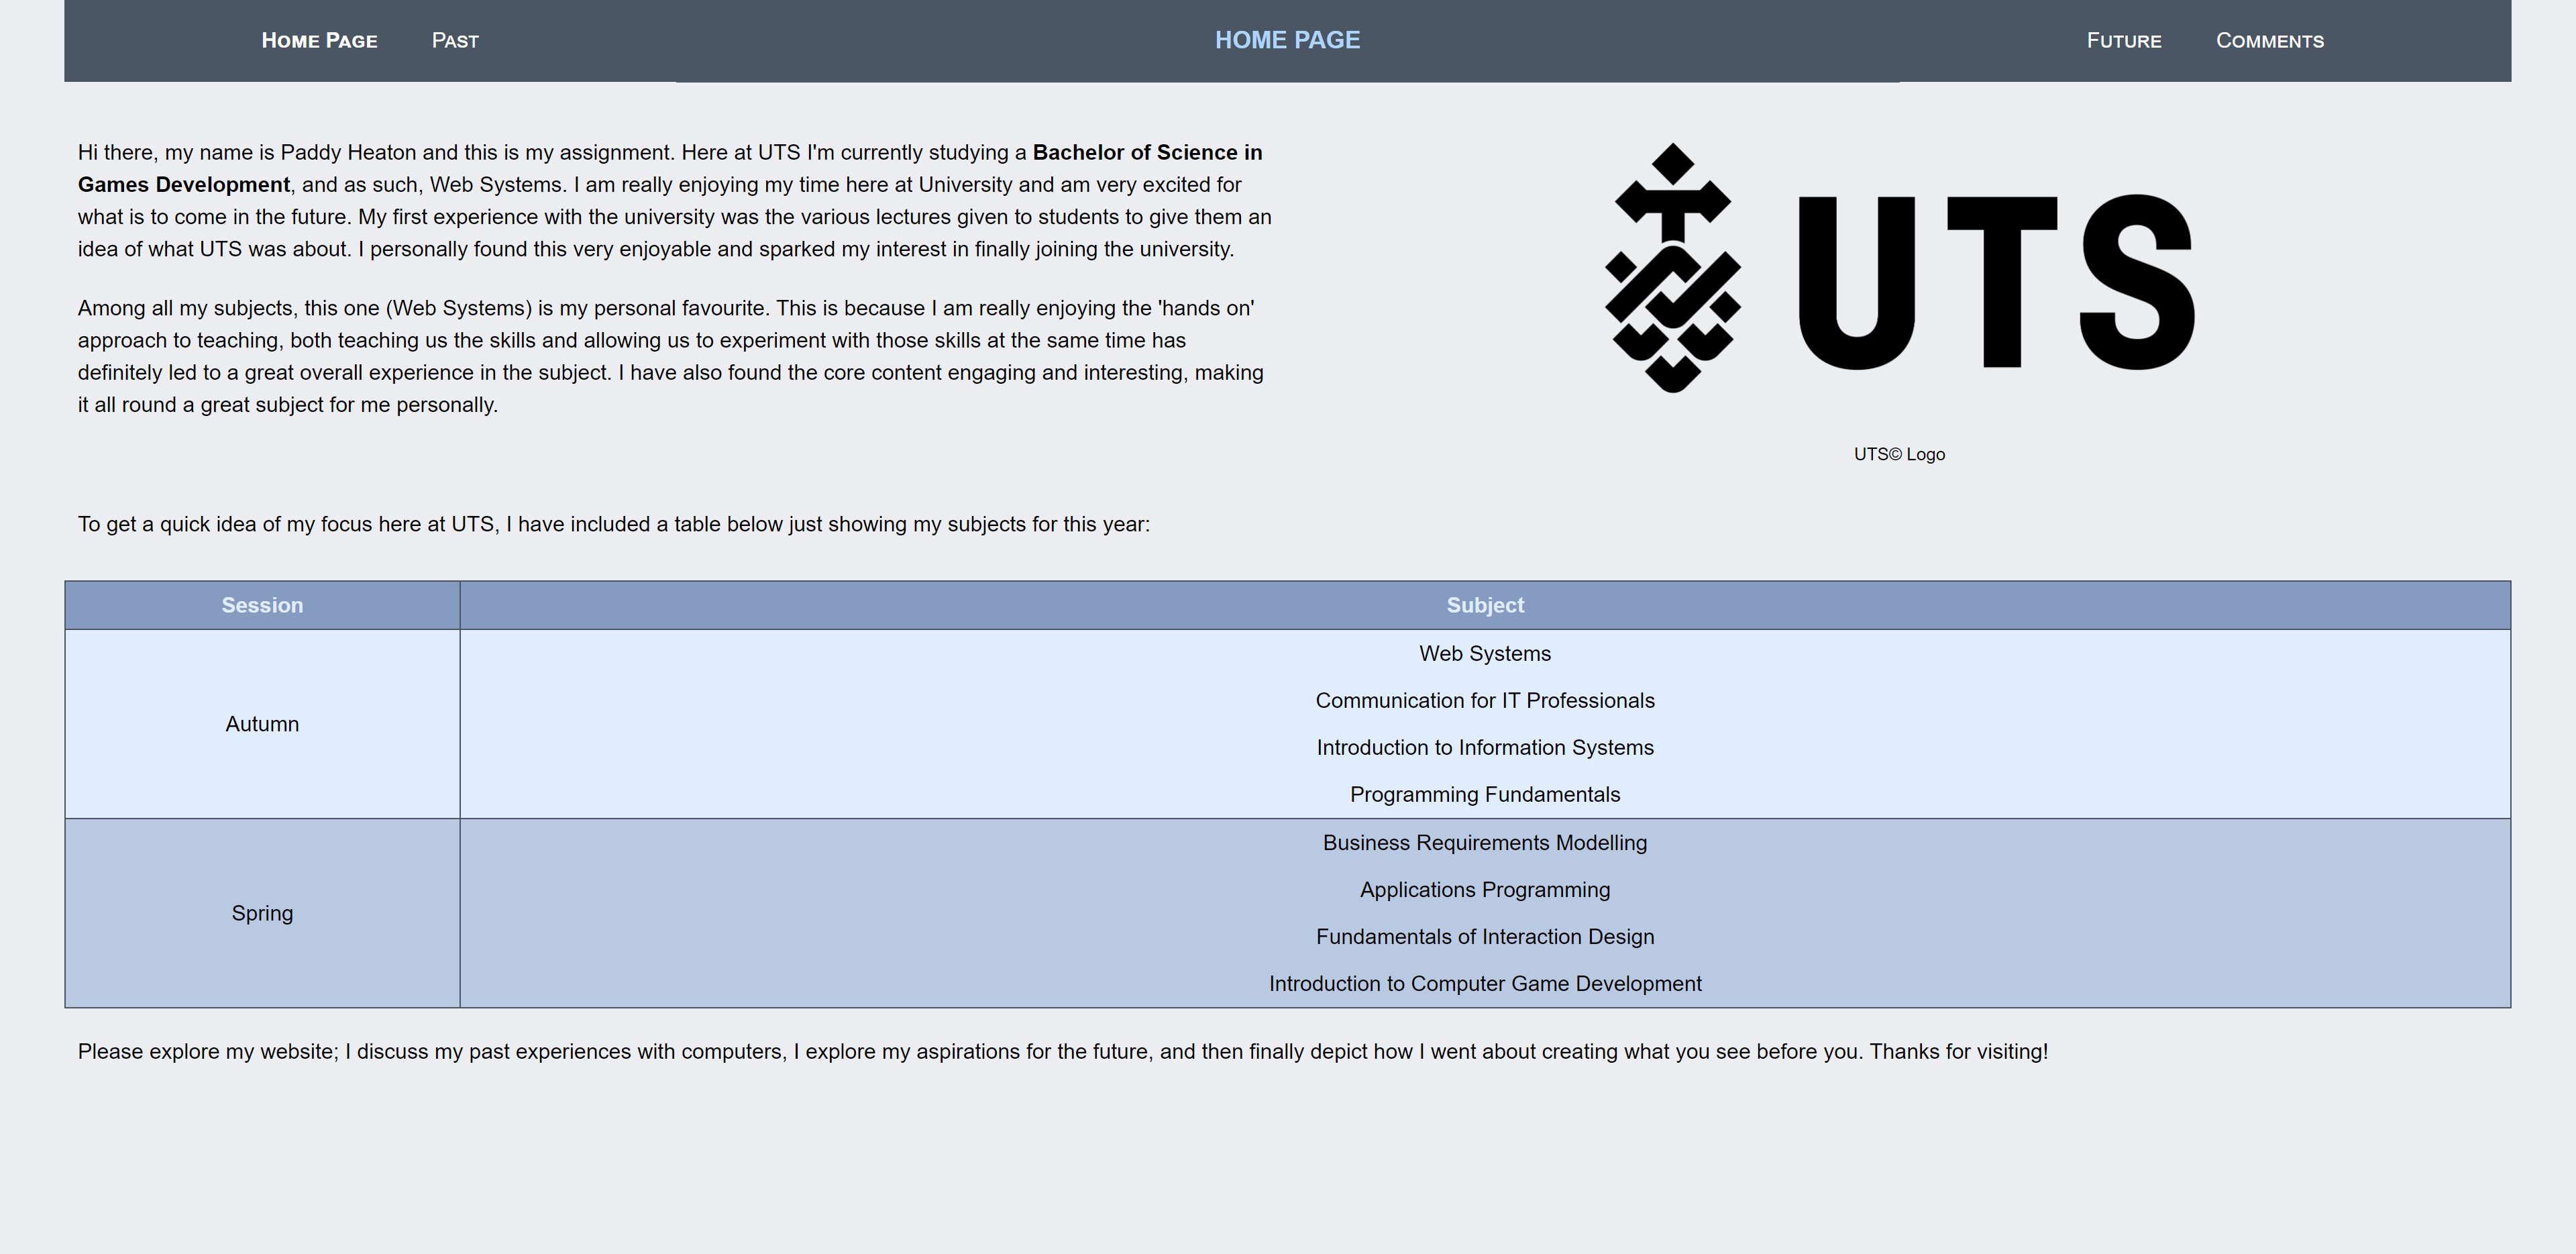 Home Page
Past
HOME PAGE
Future
Comments
Hi there, my name is Paddy Heaton and this is my assignment. Here at UTS I'm currently studying a Bachelor of Science in
Games Development, and as such, Web Systems. I am really enjoying my time here at University and am very excited for
what is to come in the future. My first experience with the university was the various lectures given to students to give them an
idea of what UTS was about. I personally found this very enjoyable and sparked my interest in finally joining the university.
Among all my subjects, this one (Web Systems) is my personal favourite. This is because I am really enjoying the 'hands on'
approach to teaching, both teaching us the skills and allowing us to experiment with those skills at the same time has
definitely led to a great overall experience in the subject. I have also found the core content engaging and interesting, making
it all round a great subject for me personally.
UTS
UTS© Logo
To get a quick idea of my focus here at UTS, I have included a table below just showing my subjects for this year:
Session
Subject
Autumn
Web Systems
Communication for IT Professionals
Introduction to Information Systems
Programming Fundamentals
Spring
Business Requirements Modelling
Applications Programming
Fundamentals of Interaction Design
Introduction to Computer Game Development
Please explore my website; I discuss my past experiences with computers, I explore my aspirations for the future, and then finally depict how I went about creating what you see before you. Thanks for visiting!